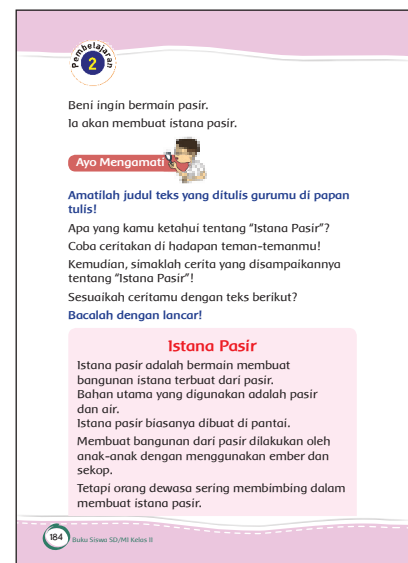 Pembelajaran
2
Beni ingin bermain pasir.
Ia akan membuat istana pasir.
Ayo Mengamati
Amatilah judul teks yang ditulis gurumu di papan
tulis!
Apa yang kamu ketahui tentang “Istana Pasir”?
Coba ceritakan di hadapan teman-temanmu!
Kemudian, simaklah cerita yang disampaikannya
tentang “Istana Pasir”!
Sesuaikah ceritamu dengan teks berikut?
Bacalah dengan lancar!
Istana Pasir
Istana pasir adalah bermain membuat
bangunan istana terbuat dari pasir.
Bahan utama yang digunakan adalah pasir
dan air.
Istana pasir biasanya dibuat di pantai.
Membuat bangunan dari pasir dilakukan oleh
anak-anak dengan menggunakan ember dan
sekop.
Tetapi orang dewasa sering membimbing dalam
membuat istana pasir.
184 Buku Siswa SD/MI Kelas II